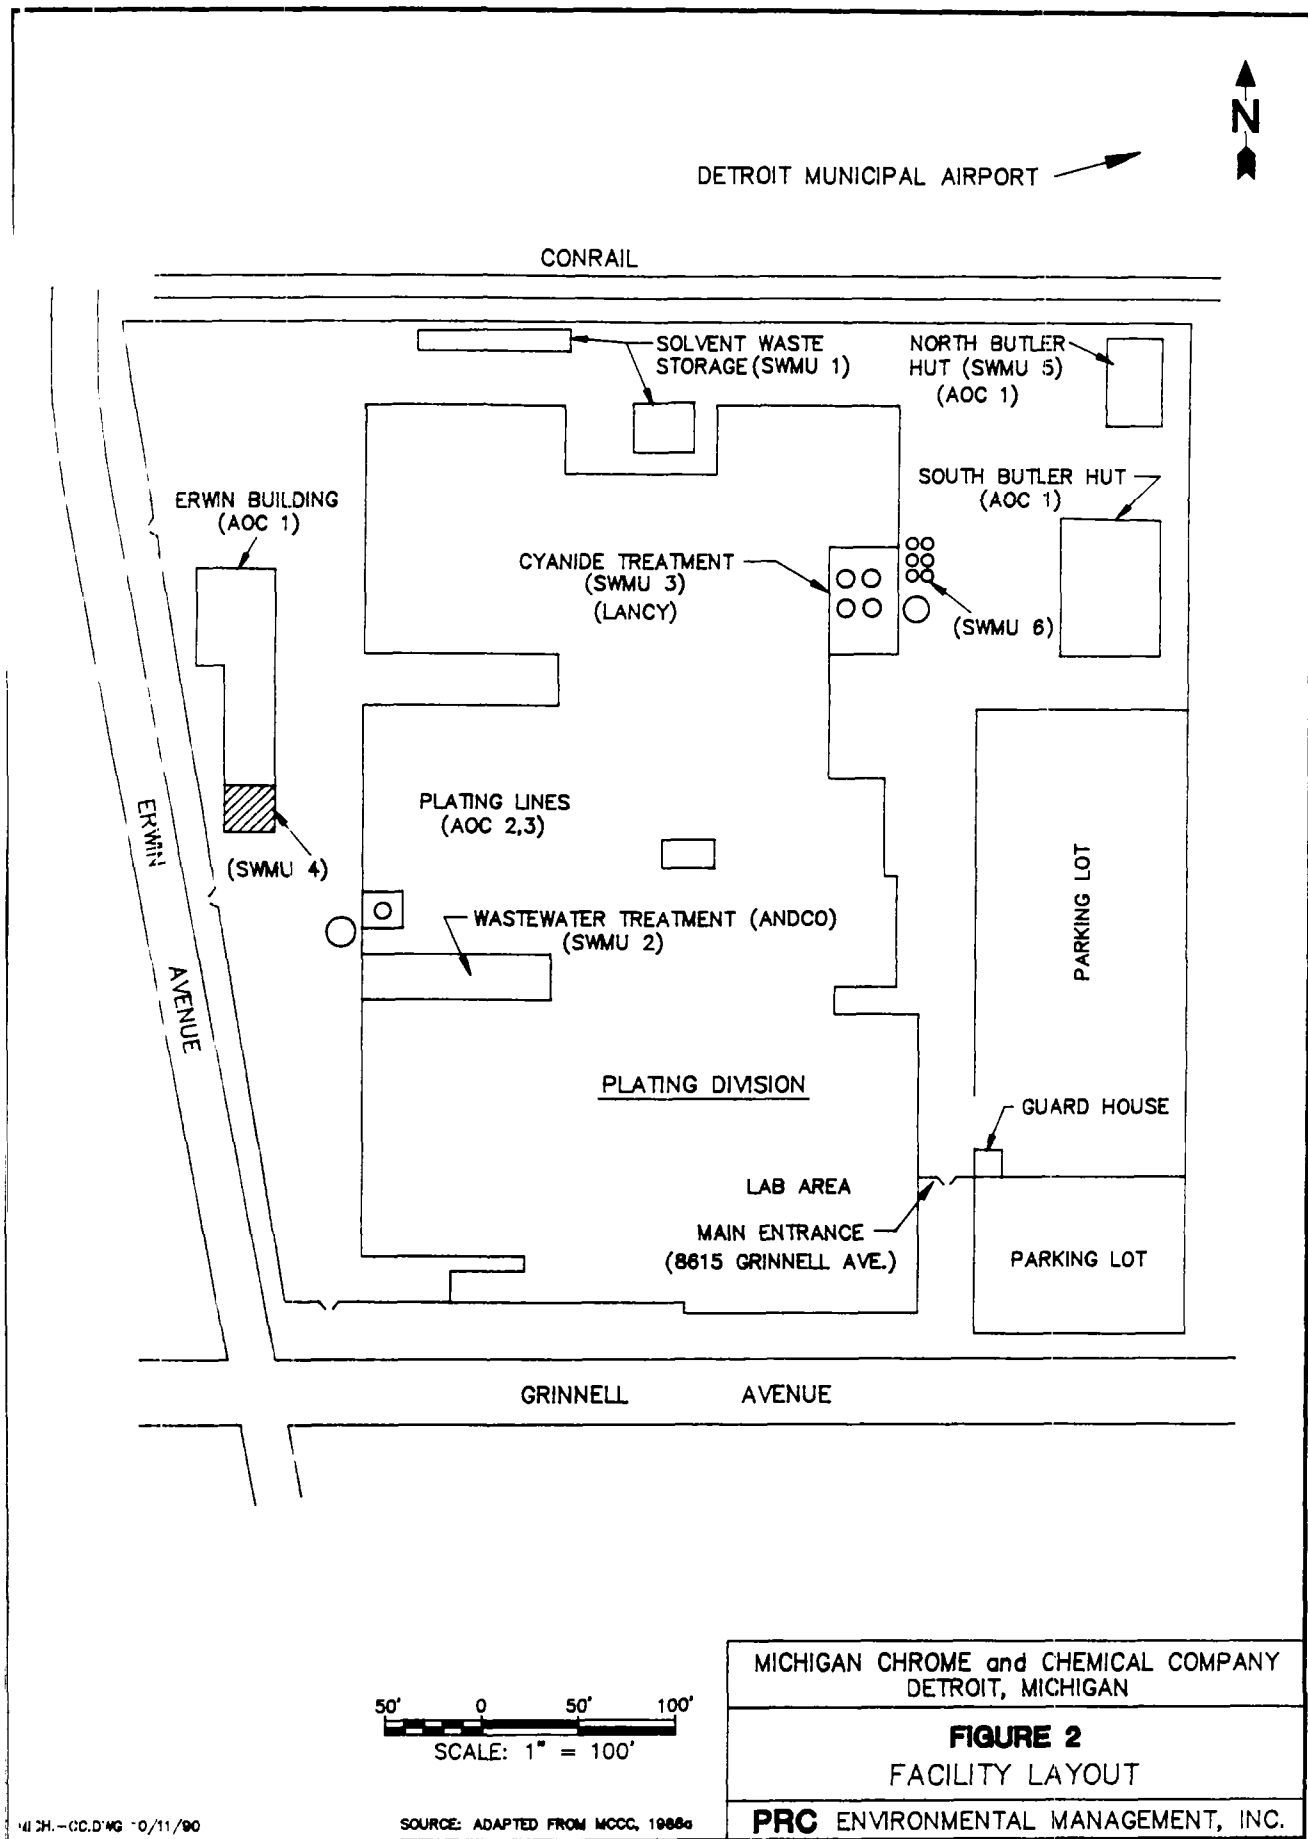 N
DETROIT MUNICIPAL AIRPORT
CONRAIL
SOLVENT WASTE
STORAGE (SWMU 1)
NORTH BUTLER
HUT (SWMU 5)
(AOC 1)
SOUTH BUTLER HUT
(AOC 1)
ERWIN BUILDING
(AOC 1)
CYANIDE TREATMENT
(SWMU 3)
(LANCY)
(SWMU 6)
PLATING LINES
(AOC 2,3)
ERWIN
AVENUE
(SWMU 4)
WASTEWATER TREATMENT (ANDCO)
(SWMU 2)
PARKING LOT
PLATING DIVISION
GUARD HOUSE
LAB AREA
MAIN ENTRANCE
(8615 GRINNELL AVE.)
PARKING LOT
GRINNELL AVENUE
MICHIGAN CHROME and CHEMICAL COMPANY
DETROIT, MICHIGAN
50' 0 50' 100'
SCALE: 1" = 100'
FIGURE 2
FACILITY LAYOUT
SOURCE: ADAPTED FROM MCCC, 1986a
PRC ENVIRONMENTAL MANAGEMENT, INC.